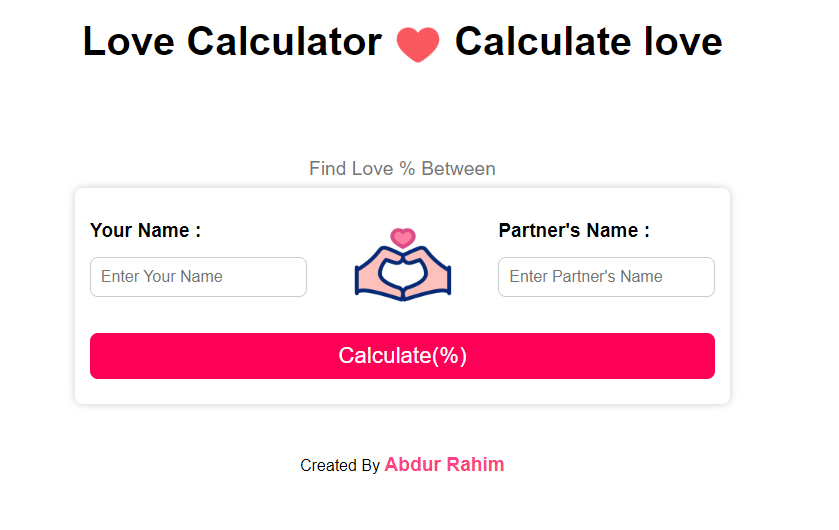 Love Calculator ❤️ Calculate love
Find Love % Between
Your Name :
Partner's Name :
Enter Your Name
Enter Partner's Name
Calculate(%)
Created By Abdur Rahim